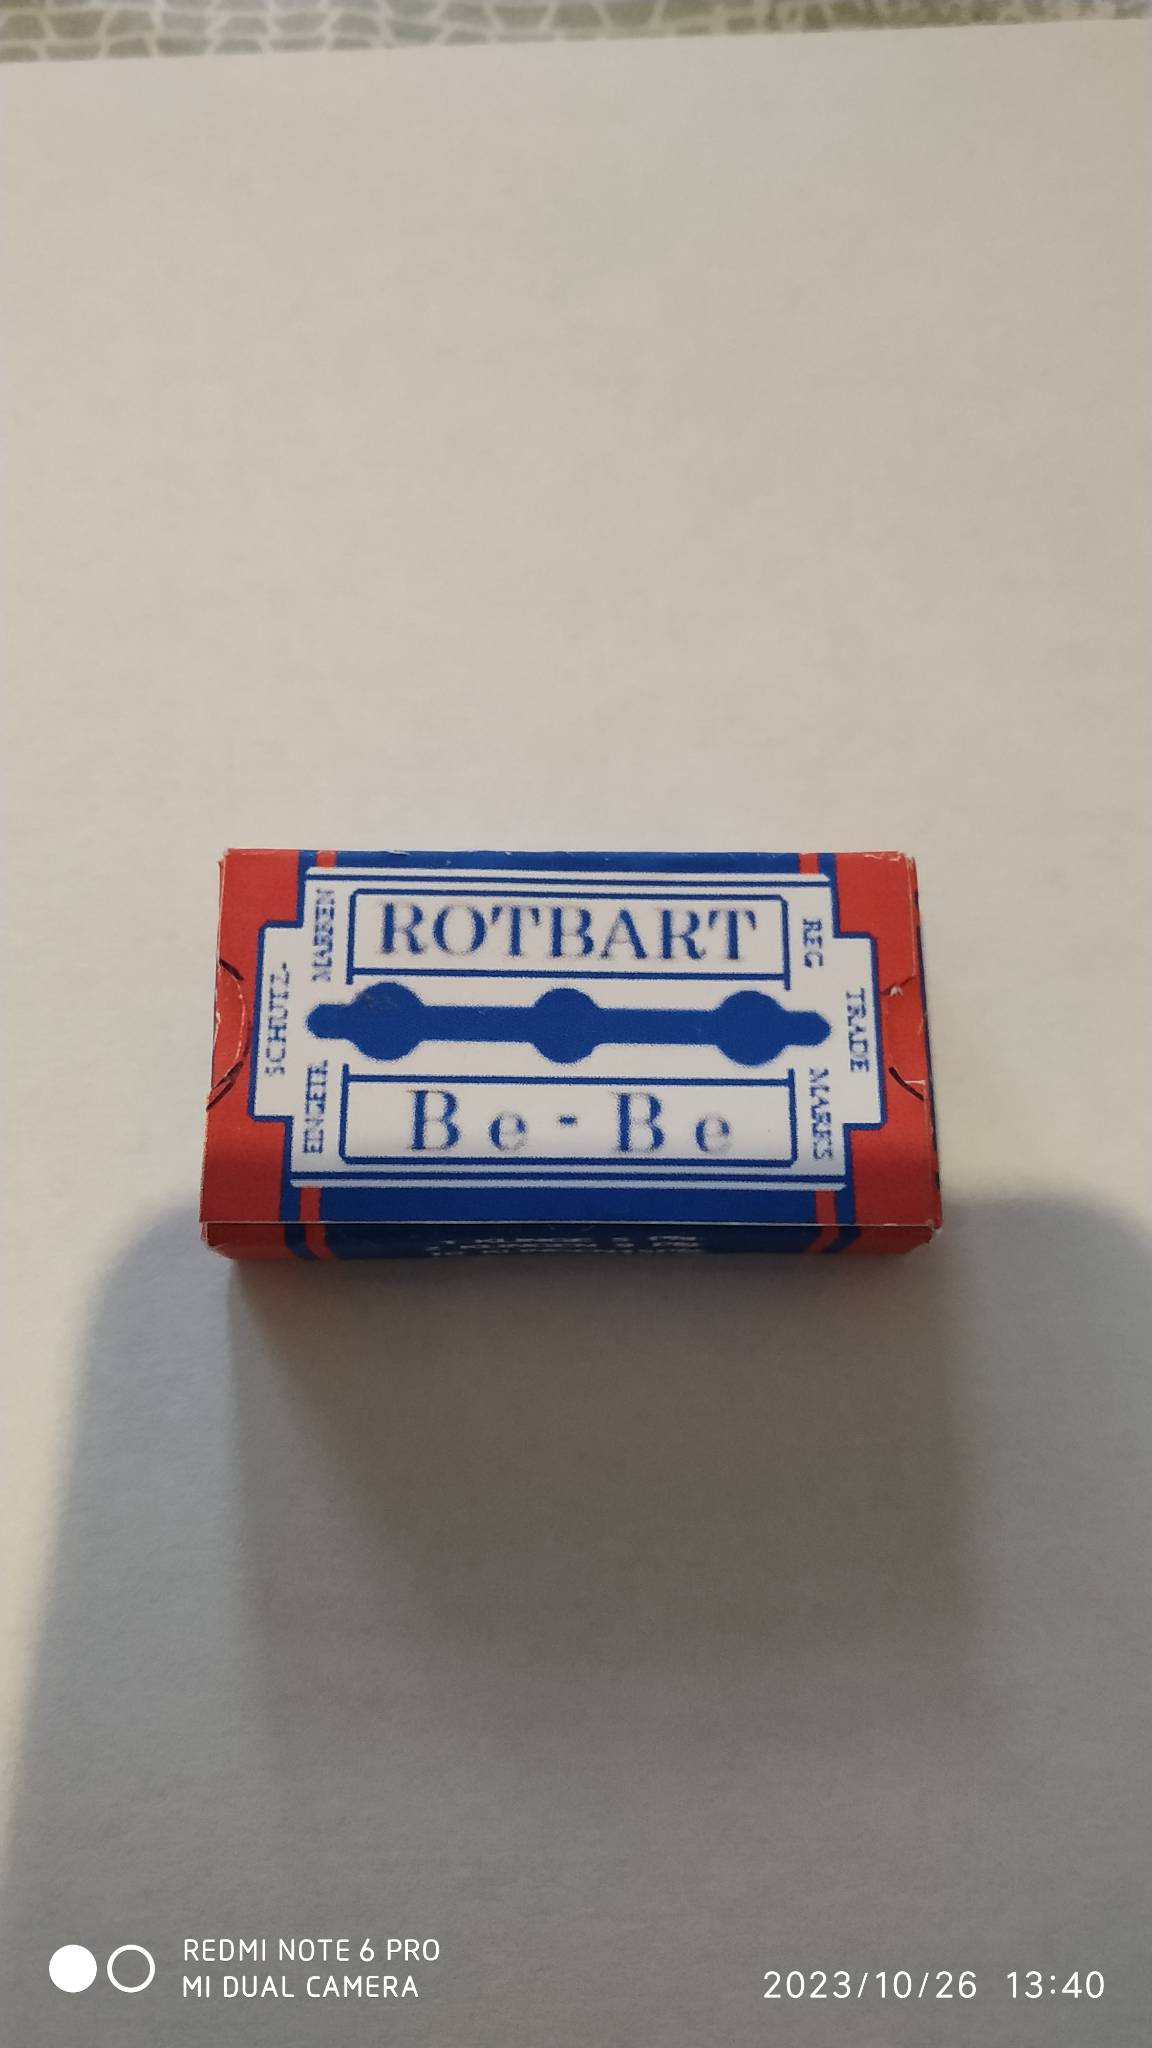 ROTBART
Be-Be
EINGETR
SCHUTZ-
MARKEN
REG
TRADE
MARKS
REDMI NOTE 6 PRO
MI DUAL CAMERA
2023/10/26 13:40